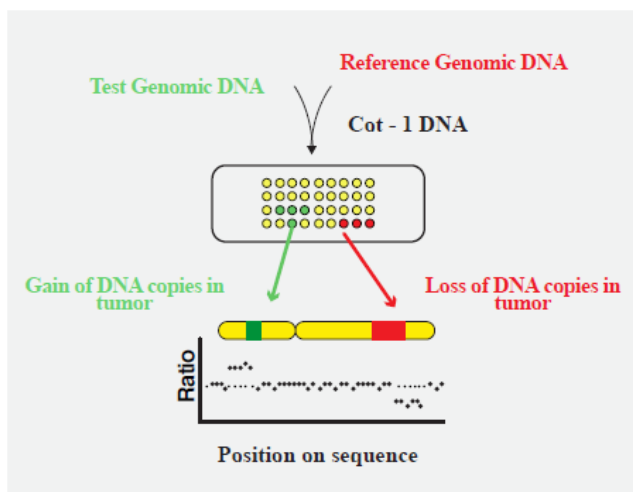 Reference Genomic DNA
Test Genomic DNA
Cot - 1 DNA
Gain of DNA copies in
tumor
Loss of DNA copies in
tumor
Ratio
Position on sequence